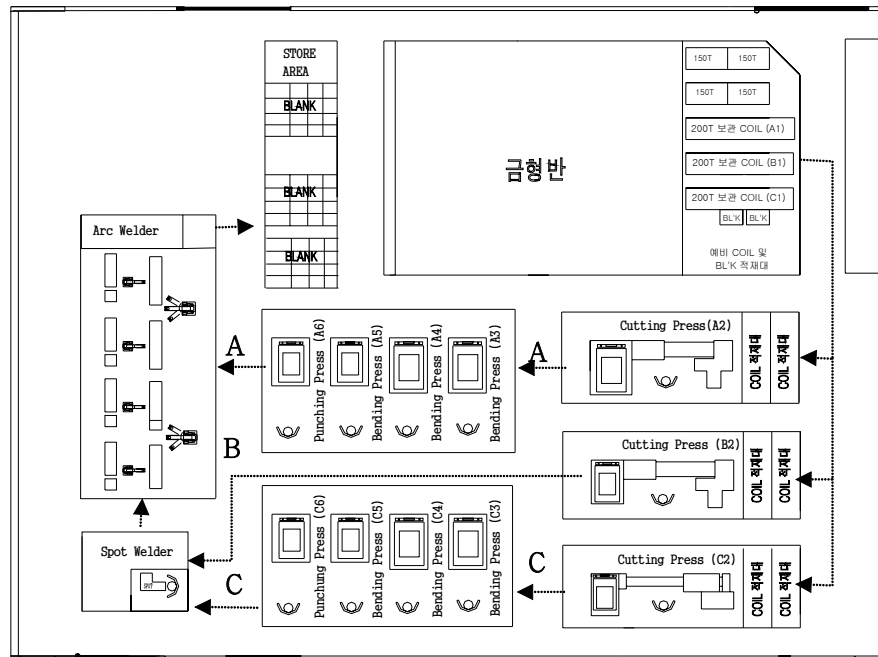 STORE
AREA
BLANK
BLANK
BLANK
금형반
150T
150T
150T
150T
200T 보관 COIL (A1)
200T 보관 COIL (B1)
200T 보관 COIL (C1)
BL'K
BL'K
예비 COIL 및
BL'K 적재대
Arc Welder
A
Punching Press (A6)
Bending Press (A5)
Bending Press (A4)
Bending Press (A3)
A
Cutting Press(A2)
COIL 적재대
COIL 적재대
B
Cutting Press (B2)
COIL 적재대
COIL 적재대
Spot Welder
SPOT
C
Punchung Press (C6)
Bending Press (C5)
Bending Press (C4)
Bending Press (C3)
C
Cutting Press (C2)
COIL 적재대
COIL 적재대